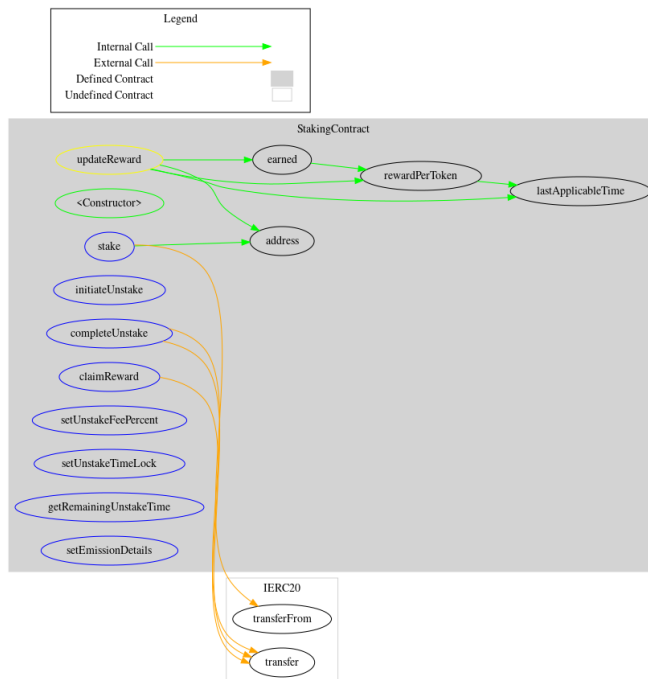 Legend
Internal Call
External Call
Defined Contract
Undefined Contract
StakingContract
updateReward
earned
rewardPerToken
lastApplicableTime
<Constructor>
stake
address
initiateUnstake
completeUnstake
claimReward
setUnstakeFeePercent
setUnstakeTimeLock
getRemainingUnstakeTime
setEmissionDetails
IERC20
transferFrom
transfer